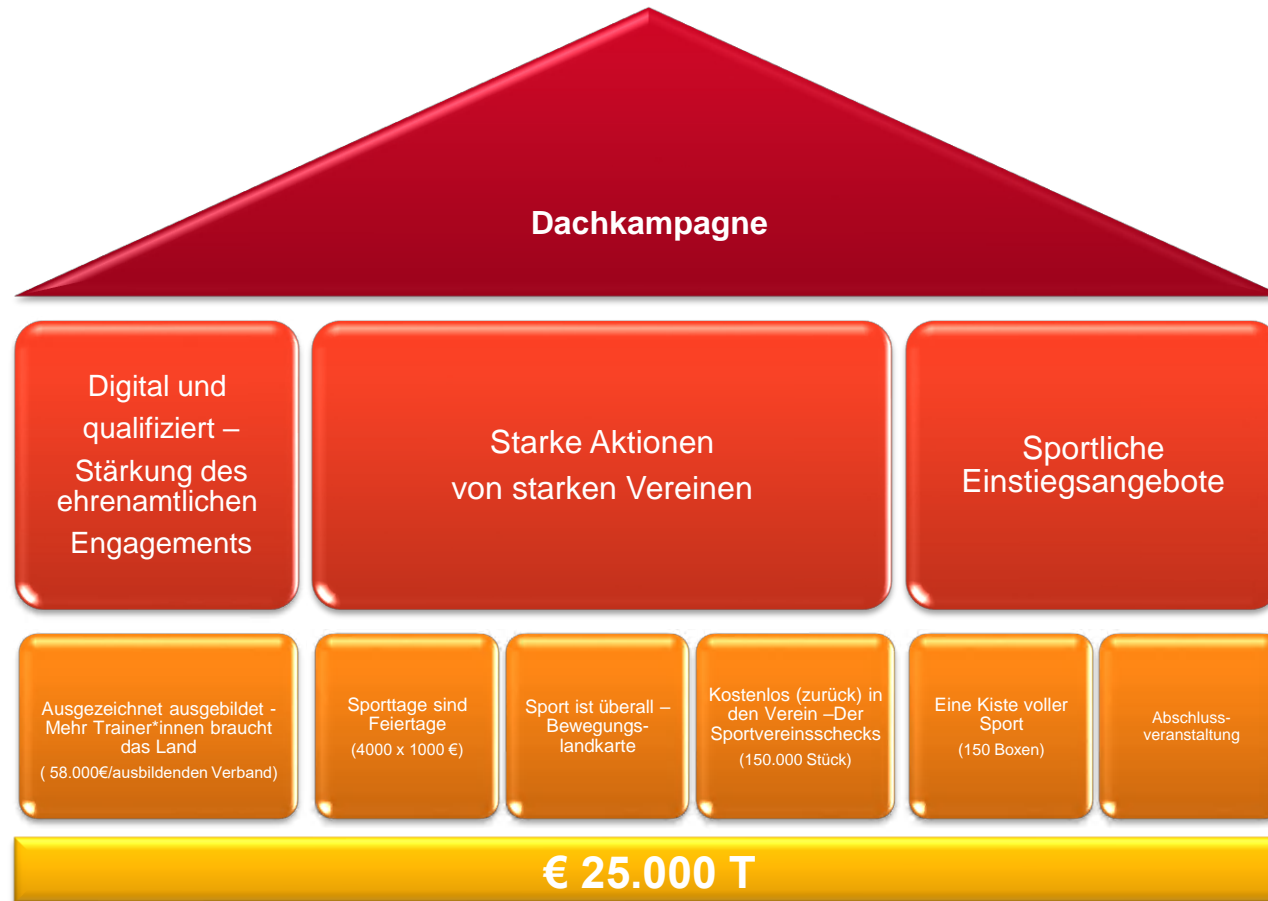 Dachkampagne
Digital und
qualifiziert –
Stärkung des
ehrenamtlichen
Engagements
Starke Aktionen
von starken Vereinen
Sportliche
Einstiegsangebote
Ausgezeichnet ausgebildet -
Mehr Trainer*innen braucht
das Land
( 58.000€/ausbildenden Verband)
Sporttage sind
Feiertage
(4000 x 1000 €)
Sport ist überall –
Bewegungs-
landkarte
Kostenlos (zurück) in
den Verein –Der
Sportvereinsschecks
(150.000 Stück)
Eine Kiste voller
Sport
(150 Boxen)
Abschluss-
veranstaltung
€ 25.000 T